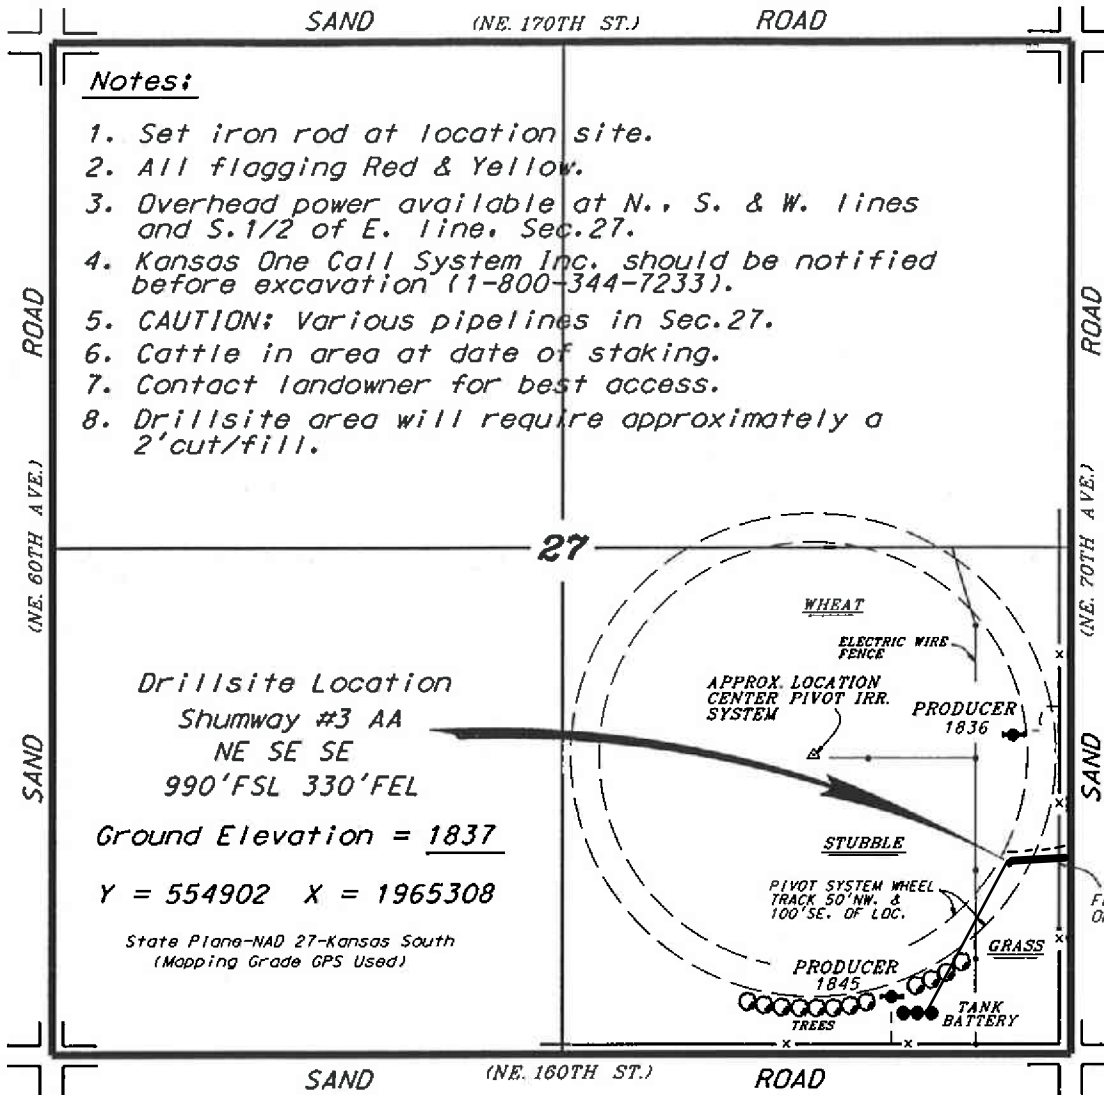 SAND (NE. 170TH ST.) ROAD
Notes:
1. Set iron rod at location site.
2. All flagging Red & Yellow.
3. Overhead power available at N., S. & W. lines
and S.1/2 of E. line. Sec.27.
4. Kansas One Call System Inc. should be notified
before excavation (1-800-344-7233).
5. CAUTION: Various pipelines in Sec.27.
6. Cattle in area at date of staking.
7. Contact landowner for best access.
8. Drillsite area will require approximately a
2'cut/fill.
ROAD
(NE. 60TH AVE.)
SAND
ROAD
(NE. 70TH AVE.)
SAND
27
WHEAT
ELECTRIC WIRE
FENCE
APPROX. LOCATION
CENTER PIVOT IRR.
SYSTEM
PRODUCER
1836
Drillsite Location
Shumway #3 AA
NE SE SE
990'FSL 330'FEL
Ground Elevation = 1837
Y = 554902 X = 1965308
State Plane-NAD 27-Kansas South
(Mapping Grade GPS Used)
STUBBLE
PIVOT SYSTEM WHEEL
TRACK 50'NW. &
100'SE. OF LOC.
GRASS
PRODUCER
1845
TREES
TANK
BATTERY
SAND (NE. 160TH ST.) ROAD